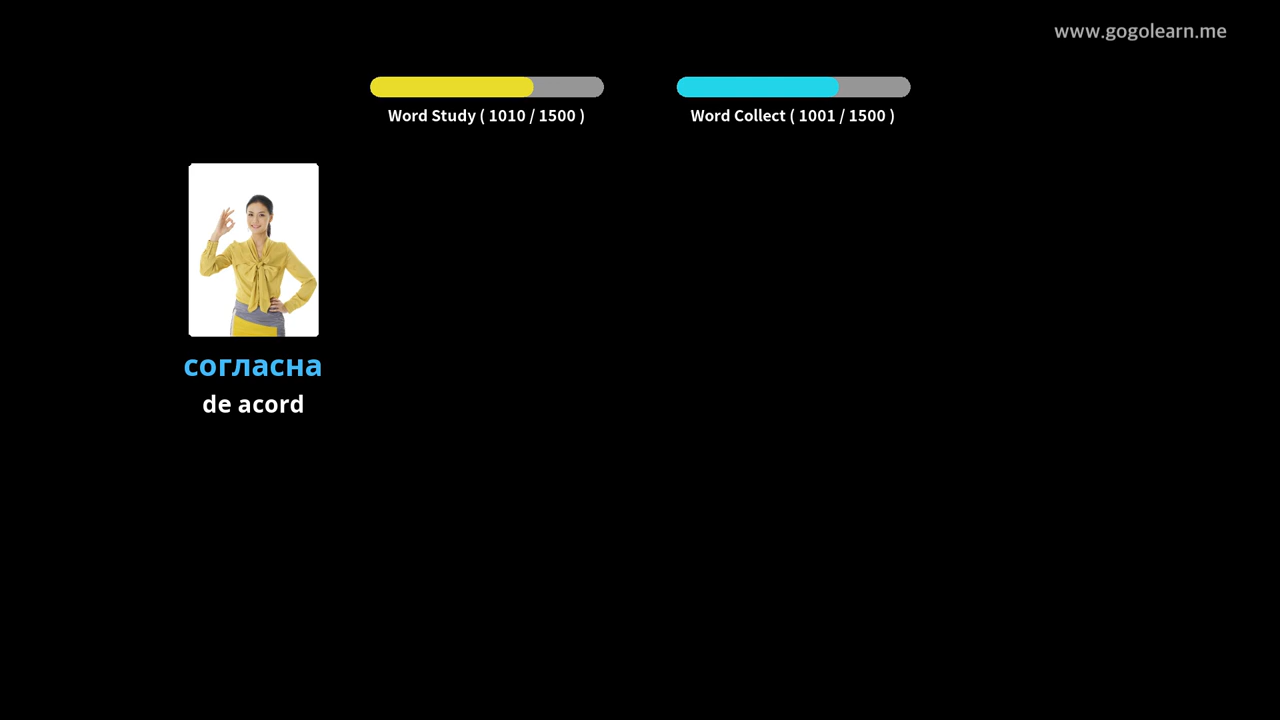 www.gogolearn.me
Word Study ( 1010 / 1500 )
Word Collect ( 1001 / 1500 )
согласна
de acord